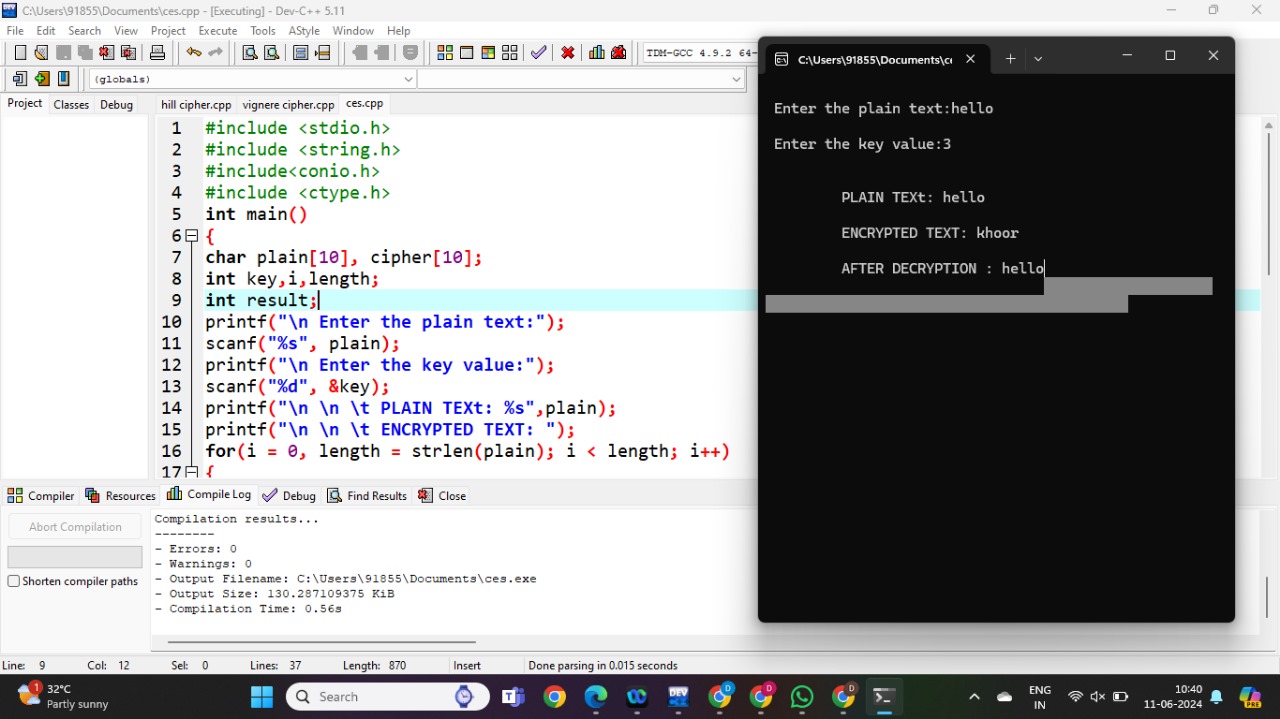 C:\Users\91855\Documents\ces.cpp - [Executing] - Dev-C++ 5.11
File Edit Search View Project Execute Tools AStyle Window Help
TDM-GCC 4.9.2 64-
(globals)
Project Classes Debug
hill cipher.cpp vignere cipher.cpp ces.cpp
1 #include <stdio.h>
2 #include <string.h>
3 #include<conio.h>
4 #include <ctype.h>
5 int main()
6 {
7 char plain[10], cipher[10];
8 int key,i,length;
9 int result;
10 printf("\n Enter the plain text:");
11 scanf("%s", plain);
12 printf("\n Enter the key value:");
13 scanf("%d", &key);
14 printf("\n \n \t PLAIN TEXt: %s",plain);
15 printf("\n \n \t ENCRYPTED TEXT: ");
16 for(i = 0, length = strlen(plain); i < length; i++)
17 {
C:\Users\91855\Documents\ce
Enter the plain text:hello
Enter the key value:3
PLAIN TEXt: hello
ENCRYPTED TEXT: khoor
AFTER DECRYPTION : hello
Compiler Resources Compile Log Debug Find Results Close
Abort Compilation
Shorten compiler paths
Compilation results...
--------
- Errors: 0
- Warnings: 0
- Output Filename: C:\Users\91855\Documents\ces.exe
- Output Size: 130.287109375 KiB
- Compilation Time: 0.56s
Line: 9 Col: 12 Sel: 0 Lines: 37 Length: 870 Insert Done parsing in 0.015 seconds
1
32°C
Partly sunny
Search
DEV
D
D
D
ENG
IN
10:40
11-06-2024
PRE